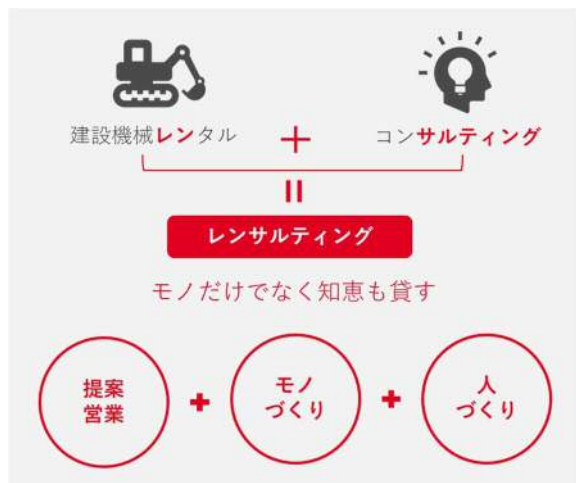 建設機械レンタル + コンサルティング
=
レンサルティング
モノだけでなく知恵も貸す
提案
営業
+
モノ
づくり
+
人
づくり